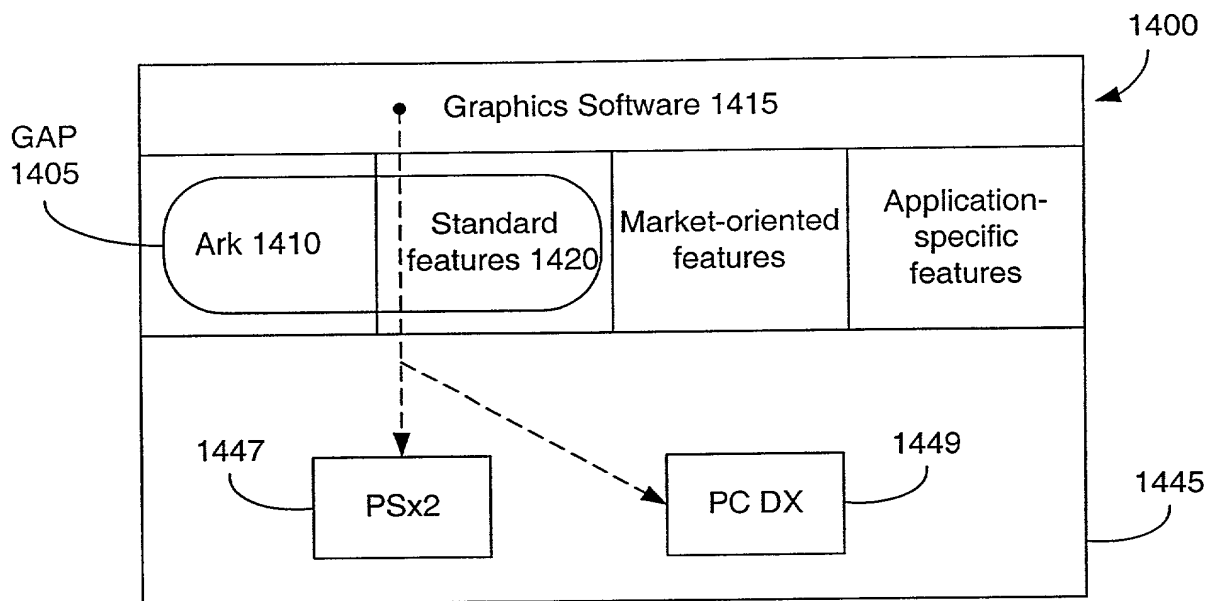 1400
Graphics Software 1415
GAP
1405
Ark 1410
Standard
features 1420
Market-oriented
features
Application-
specific
features
1447
PSx2
1449
PC DX
1445